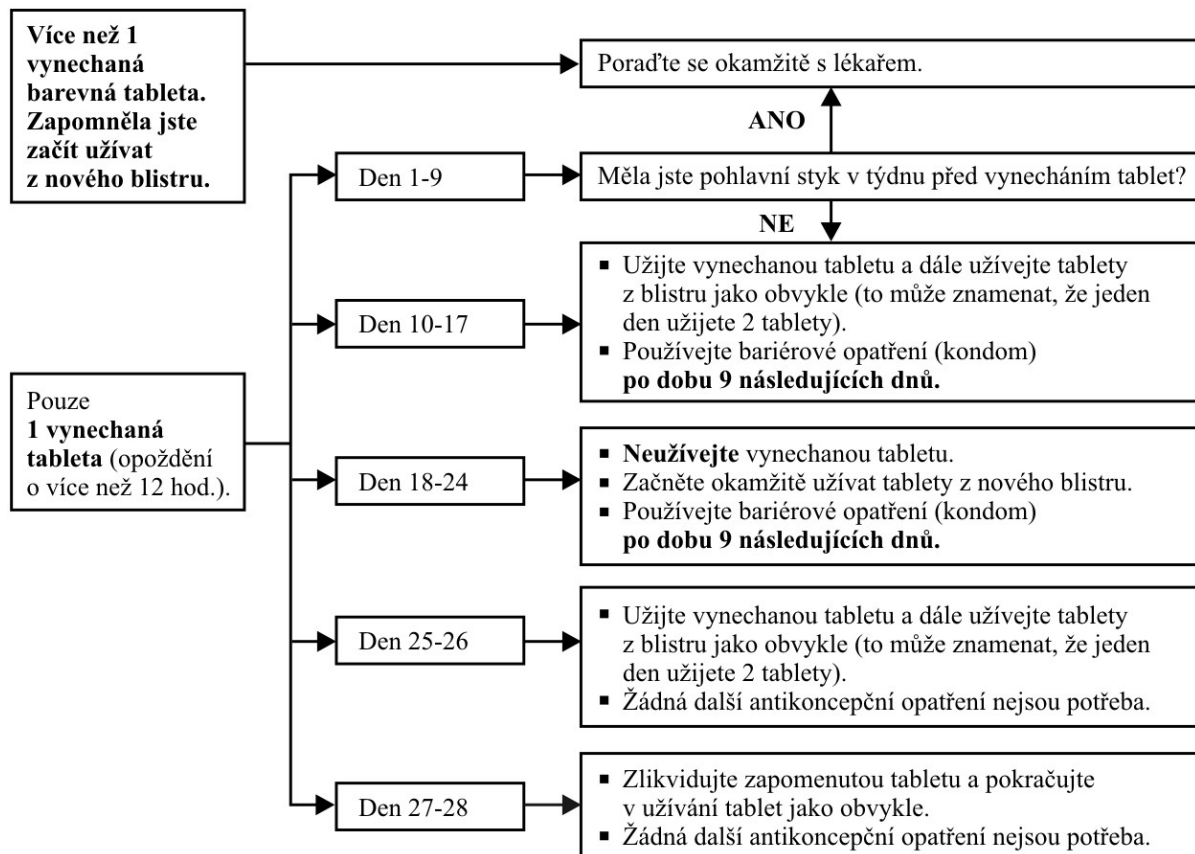 Více než 1
vynechaná
barevná tableta.
Zapomněla jste
začít užívat
z nového blistru.
Poraďte se okamžitě s lékařem.
ANO
Den 1-9
Měla jste pohlavní styk v týdnu před vynecháním tablet?
NE
Den 10-17
▪ Užijte vynechanou tabletu a dále užívejte tablety
z blistru jako obvykle (to může znamenat, že jeden
den užijete 2 tablety).
▪ Používejte bariérové opatření (kondom)
po dobu 9 následujících dnů.
Pouze
1 vynechaná
tableta (opoždění
o více než 12 hod.).
Den 18-24
▪ Neužívejte vynechanou tabletu.
▪ Začněte okamžitě užívat tablety z nového blistru.
▪ Používejte bariérové opatření (kondom)
po dobu 9 následujících dnů.
Den 25-26
▪ Užijte vynechanou tabletu a dále užívejte tablety
z blistru jako obvykle (to může znamenat, že jeden
den užijete 2 tablety).
▪ Žádná další antikoncepční opatření nejsou potřeba.
Den 27-28
▪ Zlikvidujte zapomenutou tabletu a pokračujte
v užívání tablet jako obvykle.
▪ Žádná další antikoncepční opatření nejsou potřeba.